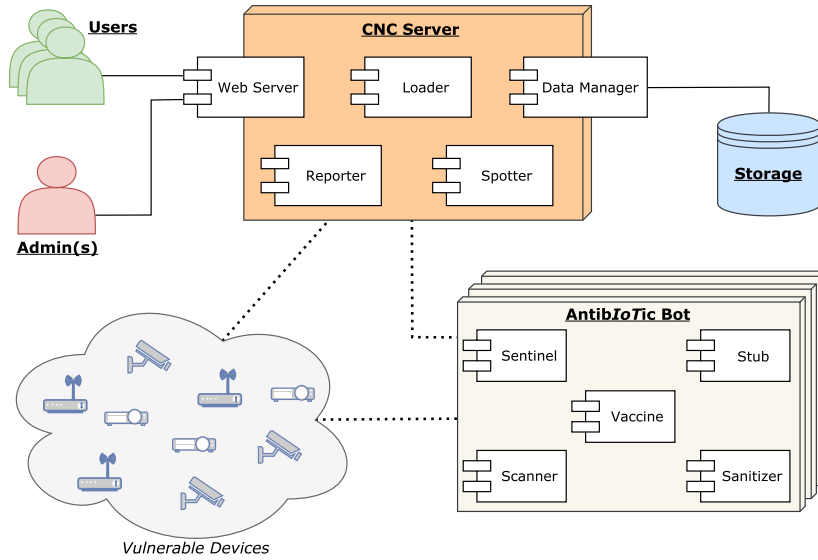 Users
CNC Server
Web Server
Loader
Data Manager
Reporter
Spotter
Storage
Admin(s)
AntibIoTic Bot
Sentinel
Stub
Vaccine
Scanner
Sanitizer
Vulnerable Devices